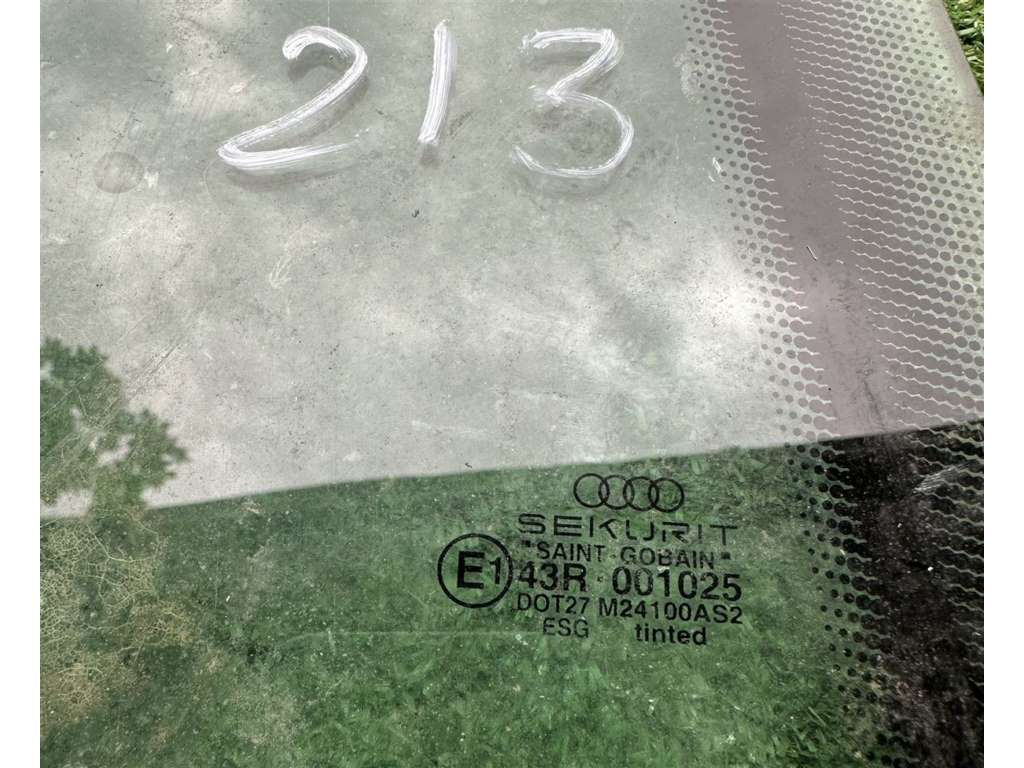 213
SEKURIT
"SAINT-GOBAIN"
E1 43R 001025
DOT27 M24100AS2
ESG tinted